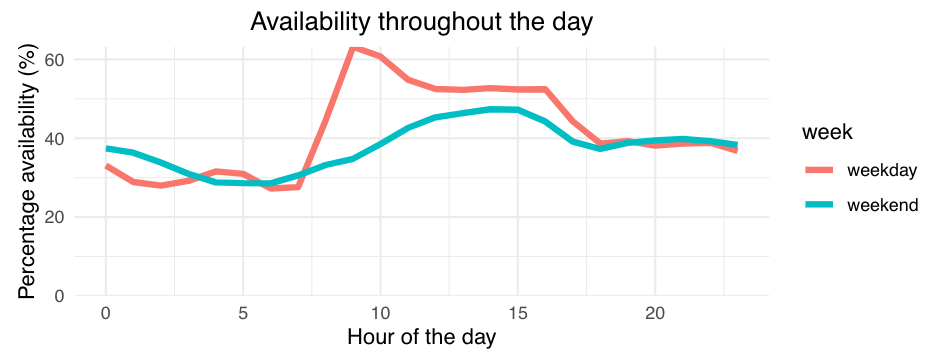 Availability throughout the day
Percentage availability (%)
60
40
20
0
0 5 10 15 20
Hour of the day
week
weekday
weekend